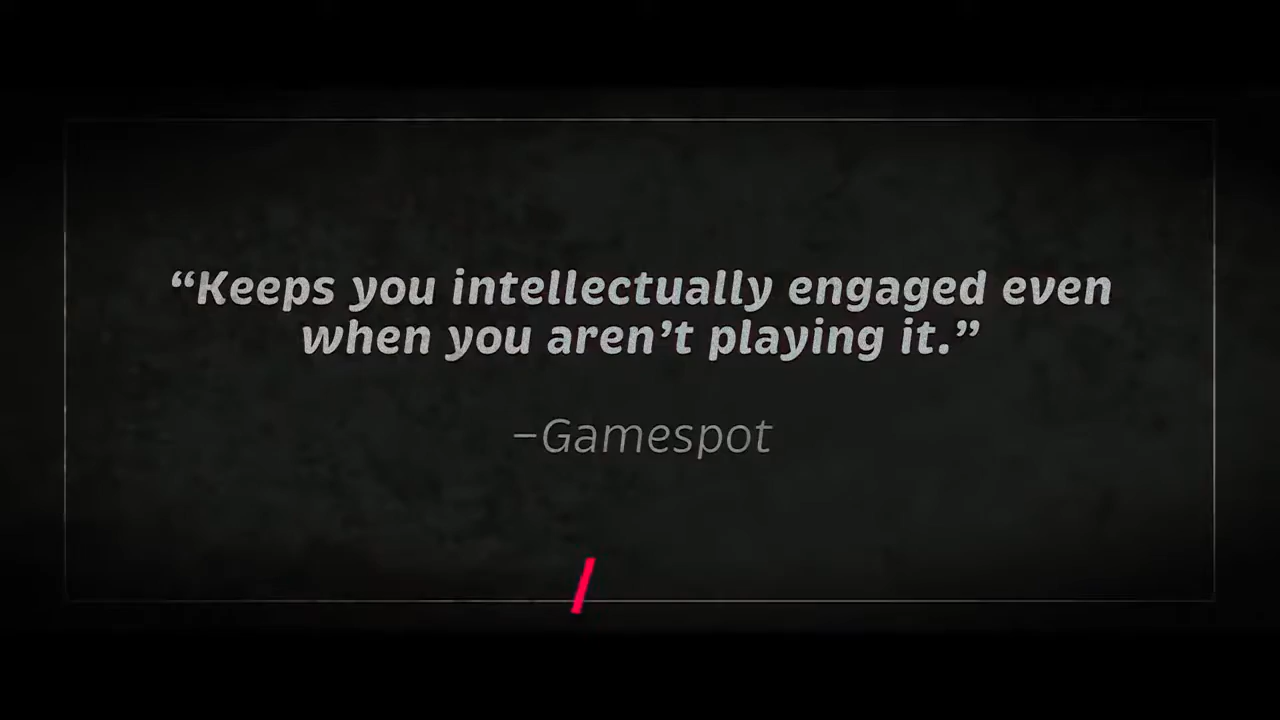 “Keeps you intellectually engaged even
when you aren’t playing it.”
–Gamespot